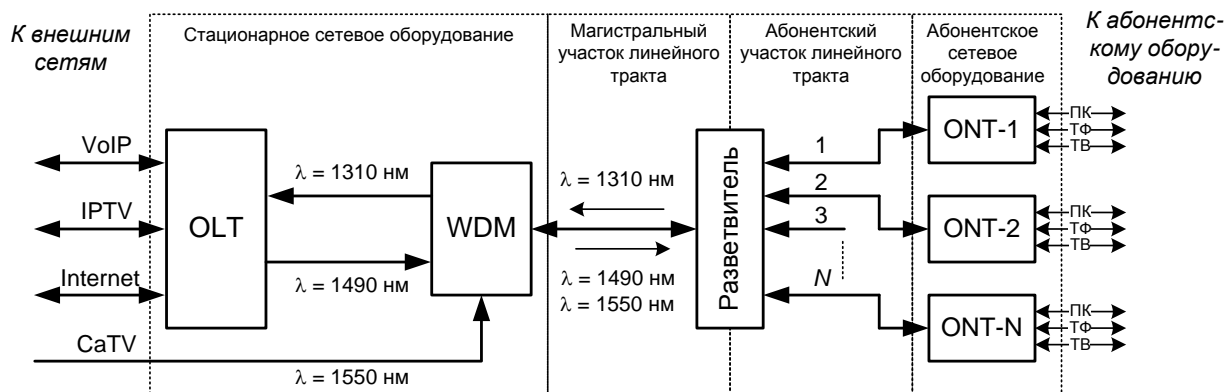 К внешним
сетям
Стационарное сетевое оборудование
Магистральный
участок линейного
тракта
Абонентский
участок линейного
тракта
Абонентское
сетевое
оборудование
К абонентс-
кому обору-
дованию
VoIP
IPTV
Internet
CaTV
OLT
λ = 1310 нм
λ = 1490 нм
λ = 1550 нм
WDM
λ = 1310 нм
λ = 1490 нм
λ = 1550 нм
Разветвитель
1
2
3
N
ONT-1
ПК
ТФ
ТВ
ONT-2
ПК
ТФ
ТВ
ONT-N
ПК
ТФ
ТВ